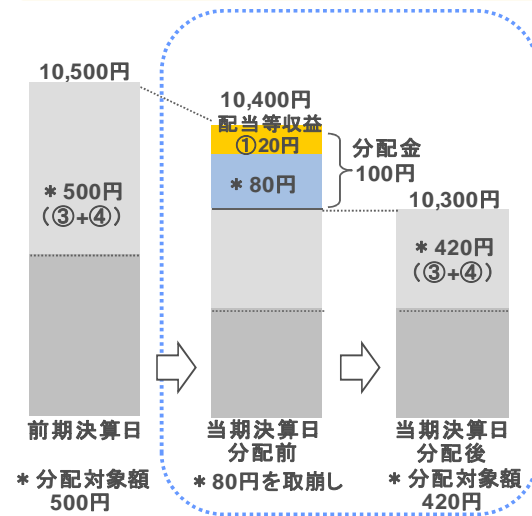 10,500円
＊500円
（③+④）
前期決算日
＊分配対象額
500円
10,400円
配当等収益
①20円
＊80円
分配金
100円
当期決算日
分配前
＊80円を取崩し
10,300円
＊420円
（③+④）
当期決算日
分配後
＊分配対象額
420円